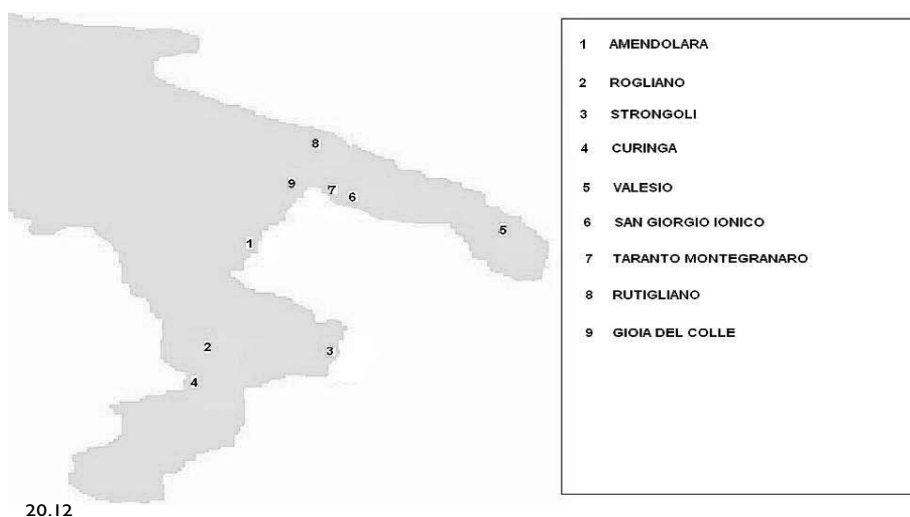 1 AMENDOLARA
2 ROGLIANO
3 STRONGOLI
4 CURINGA
5 VALESIO
6 SAN GIORGIO IONICO
7 TARANTO MONTEGRANARO
8 RUTIGLIANO
9 GIOIA DEL COLLE
8
9
7
6
5
1
2
3
4
20.12